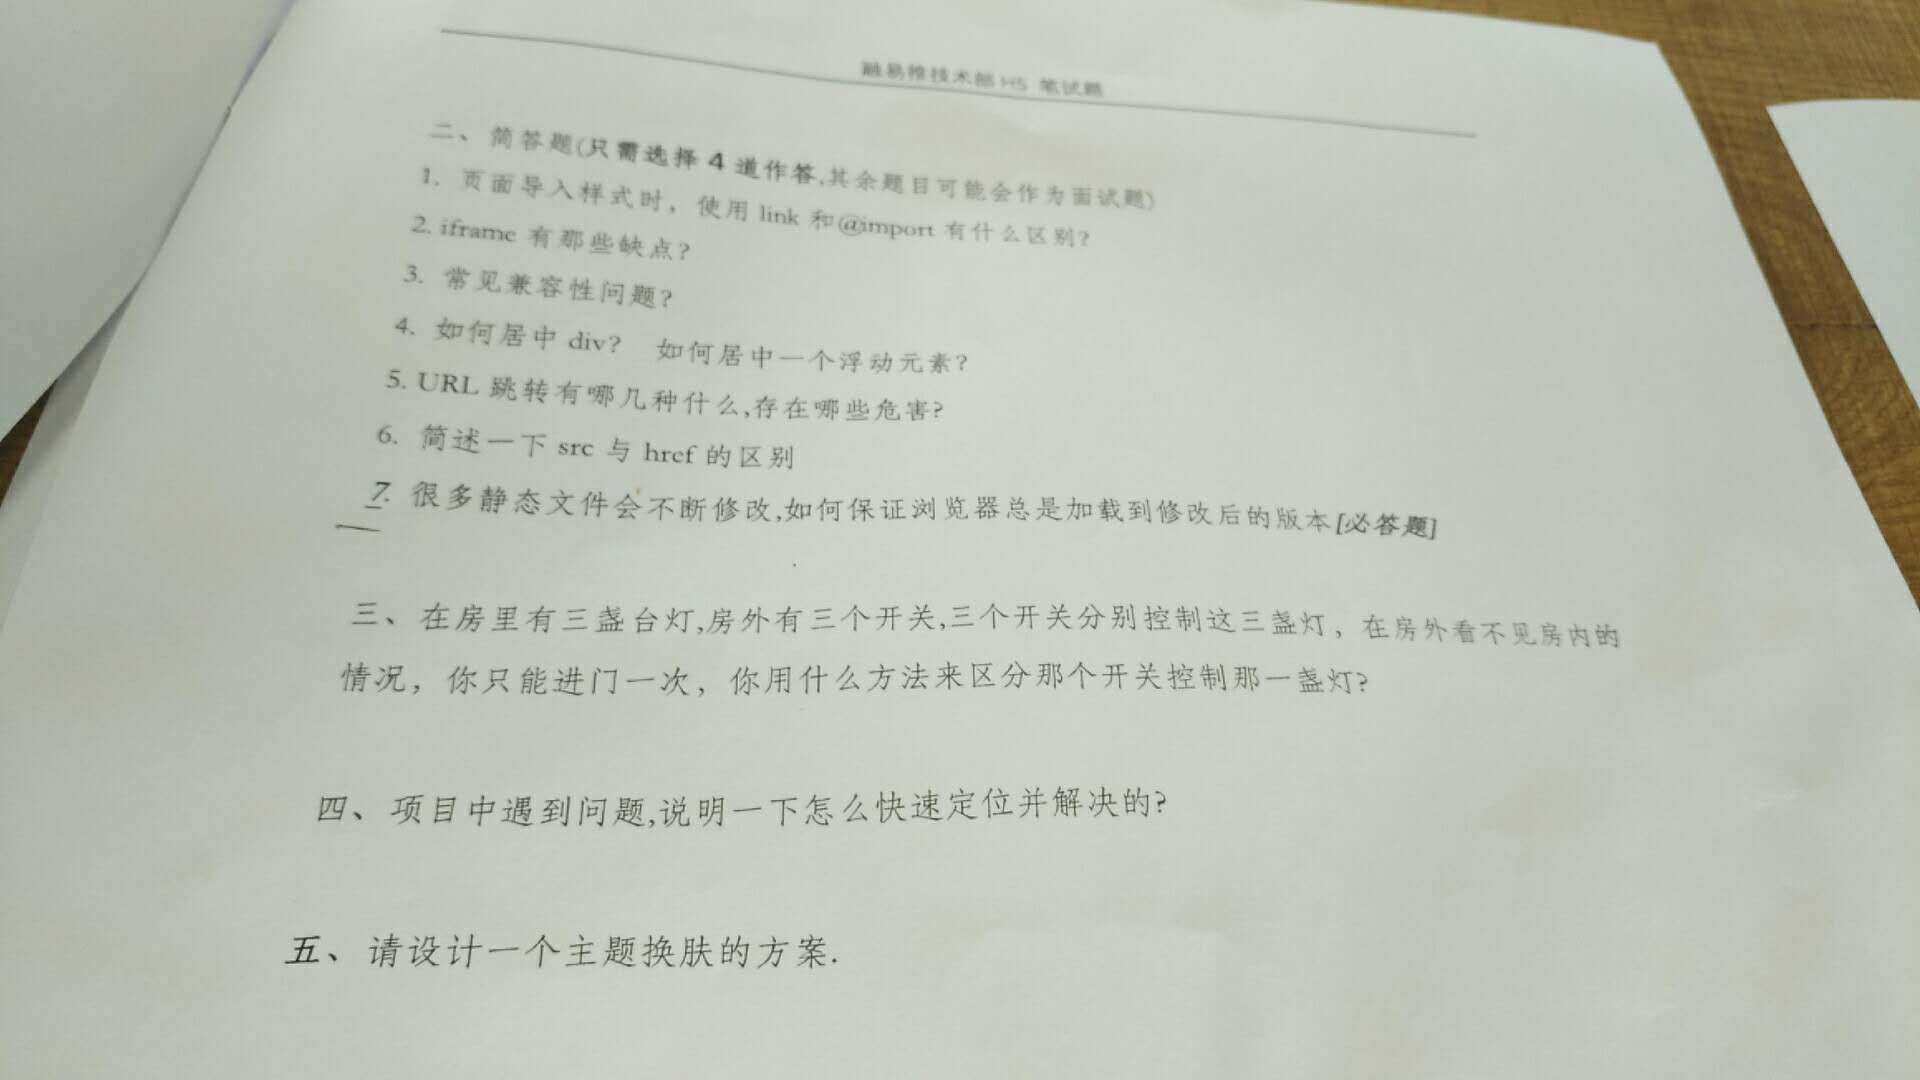 融易推技术部 H5 笔试题
二、简答题(只需选择 4 道作答,其余题目可能会作为面试题)
1. 页面导入样式时，使用 link 和@import 有什么区别?
2. iframe 有那些缺点?
3. 常见兼容性问题?
4. 如何居中 div? 如何居中一个浮动元素?
5. URL 跳转有哪几种什么,存在哪些危害?
6. 简述一下 src 与 href 的区别
7. 很多静态文件会不断修改,如何保证浏览器总是加载到修改后的版本[必答题]
三、在房里有三盏台灯,房外有三个开关,三个开关分别控制这三盏灯，在房外看不见房内的
情况，你只能进门一次，你用什么方法来区分那个开关控制那一盏灯?
四、项目中遇到问题,说明一下怎么快速定位并解决的?
五、请设计一个主题换肤的方案.